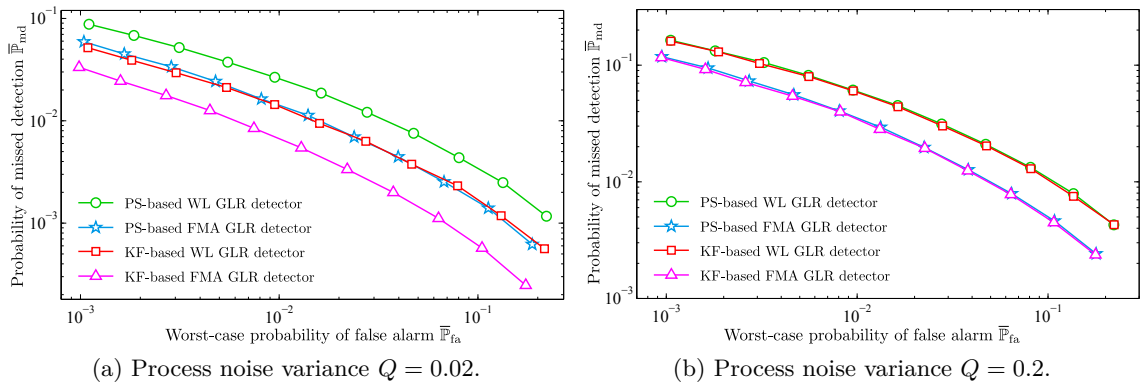 Probability of missed detection P̅md
10⁻¹
10⁻²
10⁻³
PS-based WL GLR detector
PS-based FMA GLR detector
KF-based WL GLR detector
KF-based FMA GLR detector
10⁻³ 10⁻² 10⁻¹
Worst-case probability of false alarm P̅fa
(a) Process noise variance Q = 0.02.
Probability of missed detection P̅md
10⁰
10⁻¹
10⁻²
10⁻³
PS-based WL GLR detector
PS-based FMA GLR detector
KF-based WL GLR detector
KF-based FMA GLR detector
10⁻³ 10⁻² 10⁻¹
Worst-case probability of false alarm P̅fa
(b) Process noise variance Q = 0.2.